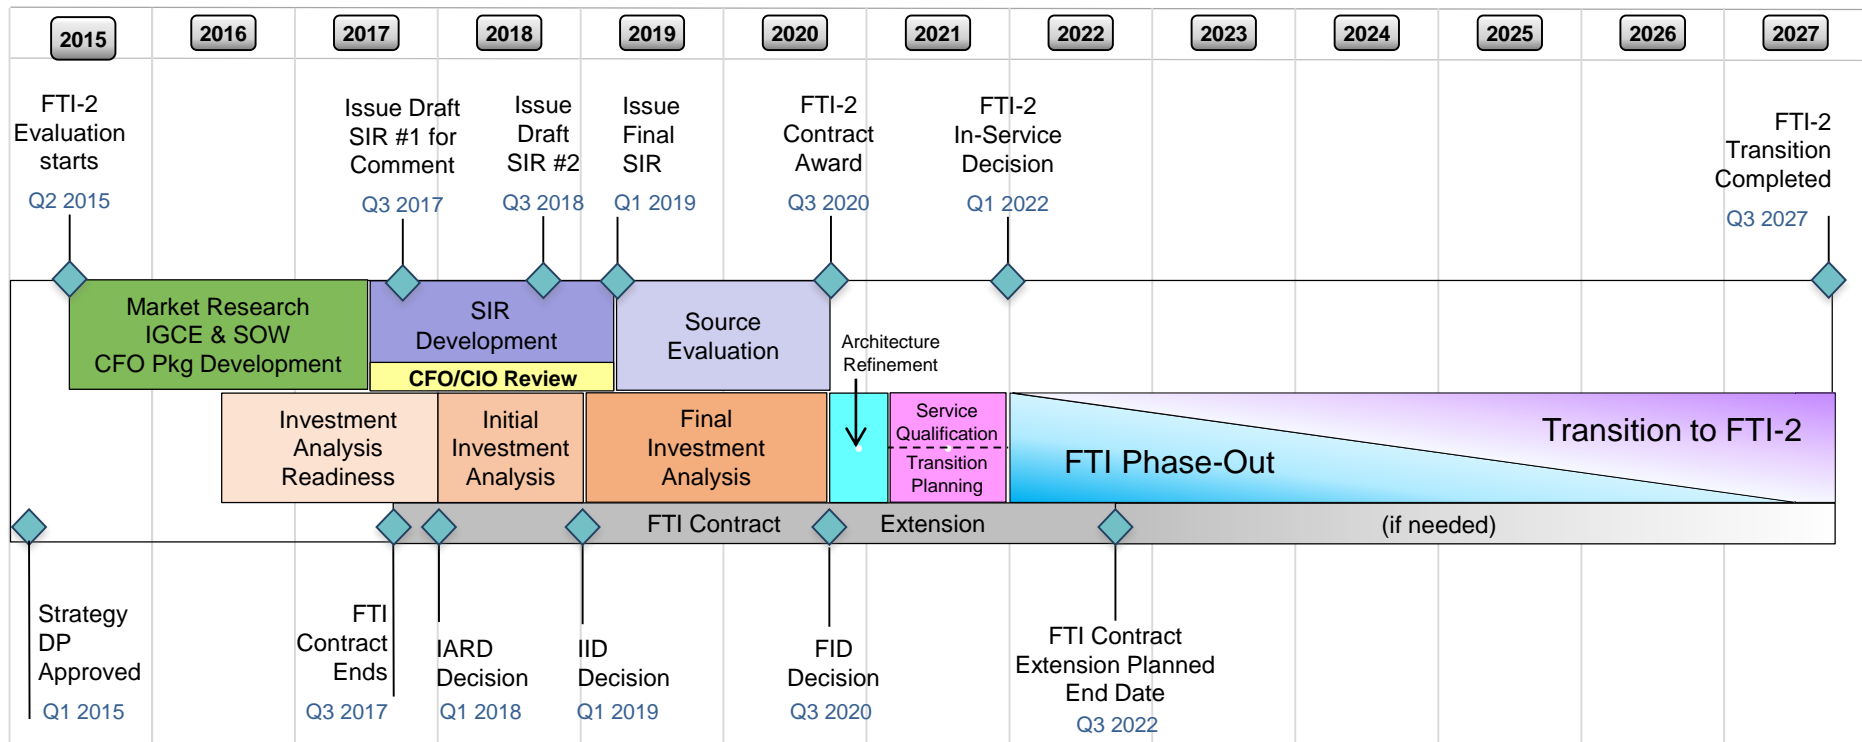 2015
2016
2017
2018
2019
2020
2021
2022
2023
2024
2025
2026
2027
FTI-2
Evaluation
starts
Q2 2015
Issue Draft
SIR #1 for
Comment
Q3 2017
Issue
Draft
SIR #2
Q3 2018
Issue
Final
SIR
Q1 2019
FTI-2
Contract
Award
Q3 2020
FTI-2
In-Service
Decision
Q1 2022
FTI-2
Transition
Completed
Q3 2027
Market Research
IGCE & SOW
CFO Pkg Development
SIR
Development
CFO/CIO Review
Source
Evaluation
Architecture
Refinement
Investment
Analysis
Readiness
Initial
Investment
Analysis
Final
Investment
Analysis
Service
Qualification
Transition
Planning
FTI Phase-Out
Transition to FTI-2
FTI Contract
Extension
(if needed)
Strategy
DP
Approved
Q1 2015
FTI
Contract
Ends
Q3 2017
IARD
Decision
Q1 2018
IID
Decision
Q1 2019
FID
Decision
Q3 2020
FTI Contract
Extension Planned
End Date
Q3 2022